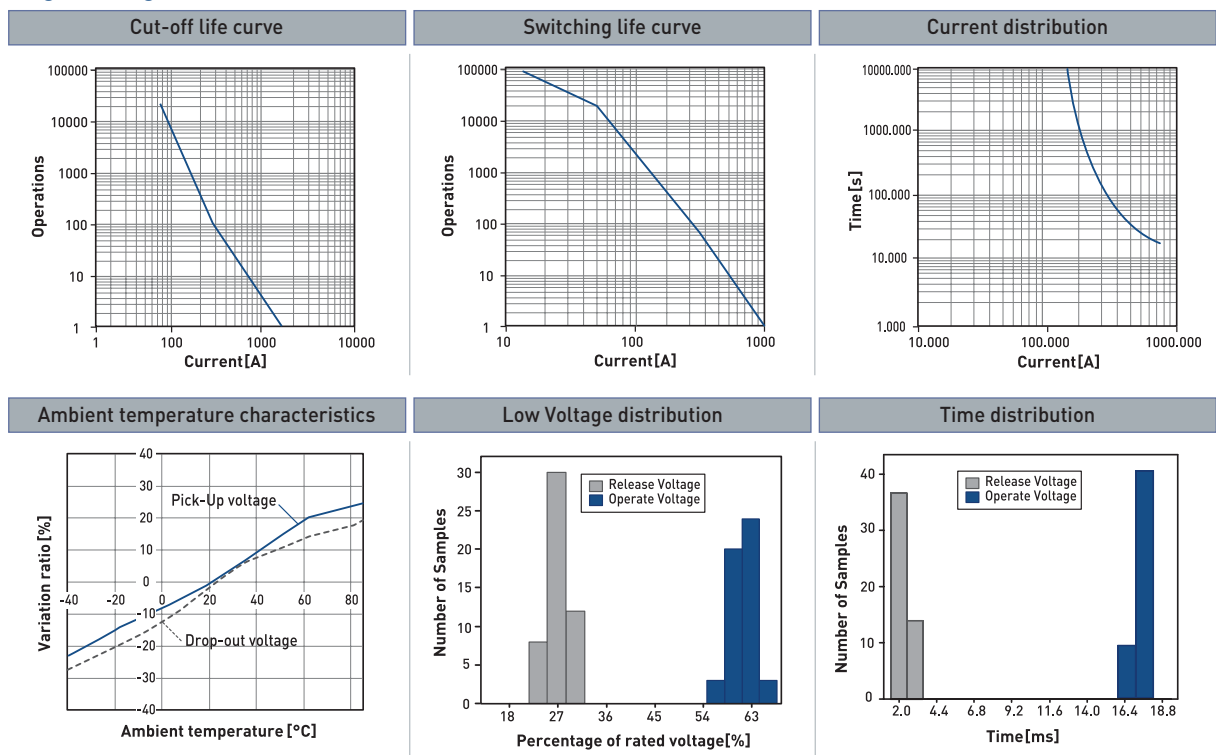 Cut-off life curve
Operations
100000
10000
1000
100
10
1
1
100
1000
10000
Current[A]
Switching life curve
Operations
100000
10000
1000
100
10
1
10
100
1000
Current[A]
Current distribution
Time[s]
10000.000
1000.000
100.000
10.000
1.000
10.000
100.000
1000.000
Current[A]
Ambient temperature characteristics
Variation ratio [%]
40
30
20
10
0
-10
-20
-30
-40
-40
-20
0
20
40
60
80
Pick-Up voltage
Drop-out voltage
Ambient temperature [°C]
Low Voltage distribution
Number of Samples
30
25
20
15
10
5
0
Release Voltage
Operate Voltage
18
27
36
45
54
63
Percentage of rated voltage[%]
Time distribution
Number of Samples
40
30
20
10
0
Release Voltage
Operate Voltage
2.0
4.4
6.8
9.2
11.6
14.0
16.4
18.8
Time[ms]